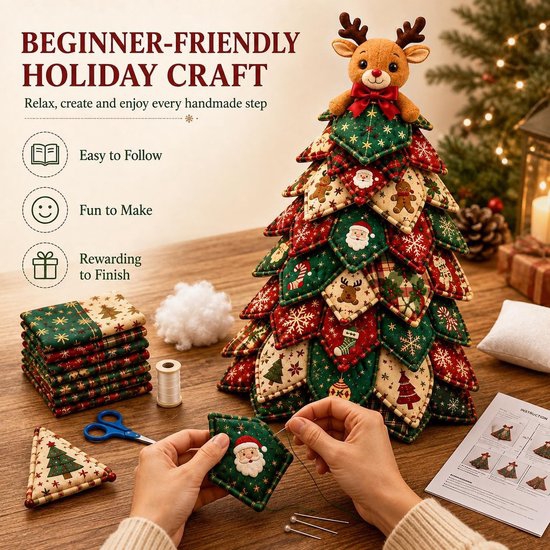 BEGINNER-FRIENDLY
HOLIDAY CRAFT
Relax, create and enjoy every handmade step
Easy to Follow
Fun to Make
Rewarding
to Finish
INSTRUCTION